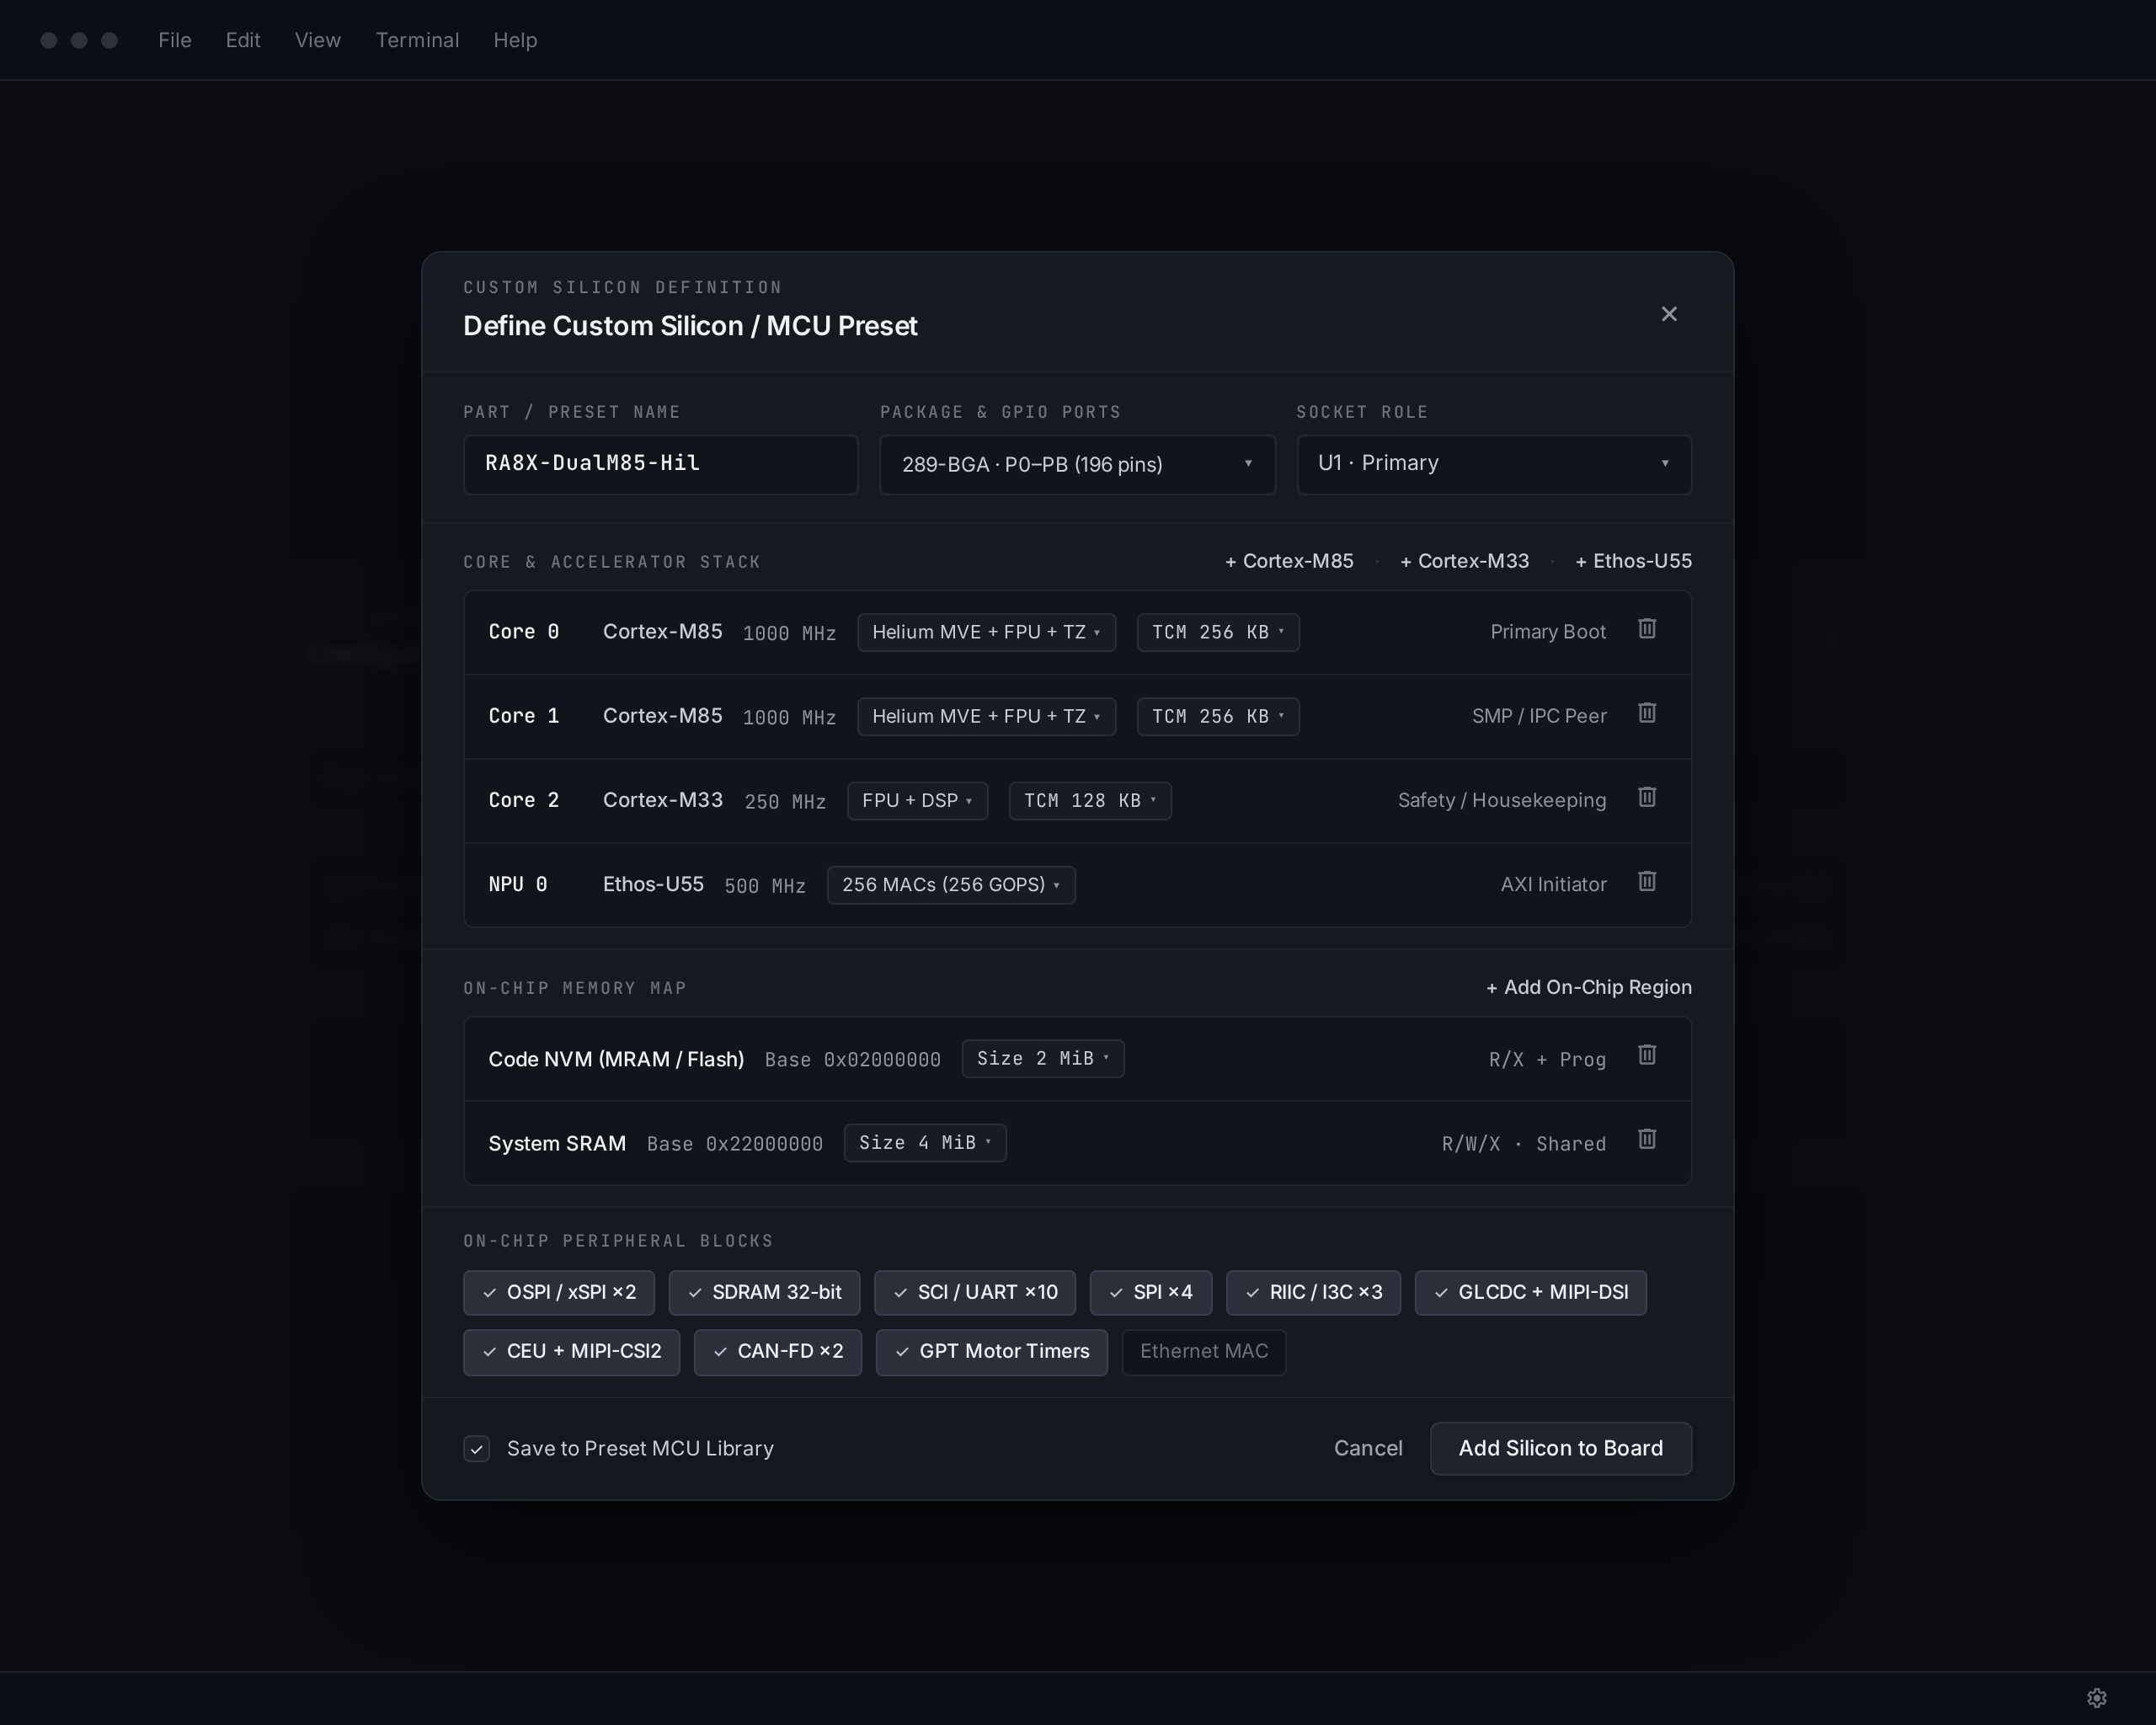 File Edit View Terminal Help
CUSTOM SILICON DEFINITION
Define Custom Silicon / MCU Preset
PART / PRESET NAME PACKAGE & GPIO PORTS SOCKET ROLE
RA8X-DualM85-Hil 289-BGA · P0–PB (196 pins) U1 · Primary
CORE & ACCELERATOR STACK + Cortex-M85 · + Cortex-M33 · + Ethos-U55
Core 0 Cortex-M85 1000 MHz Helium MVE + FPU + TZ TCM 256 KB Primary Boot
Core 1 Cortex-M85 1000 MHz Helium MVE + FPU + TZ TCM 256 KB SMP / IPC Peer
Core 2 Cortex-M33 250 MHz FPU + DSP TCM 128 KB Safety / Housekeeping
NPU 0 Ethos-U55 500 MHz 256 MACs (256 GOPS) AXI Initiator
ON-CHIP MEMORY MAP + Add On-Chip Region
Code NVM (MRAM / Flash) Base 0x02000000 Size 2 MiB R/X + Prog
System SRAM Base 0x22000000 Size 4 MiB R/W/X · Shared
ON-CHIP PERIPHERAL BLOCKS
OSPI / xSPI ×2 SDRAM 32-bit SCI / UART ×10 SPI ×4 RIIC / I3C ×3 GLCDC + MIPI-DSI
CEU + MIPI-CSI2 CAN-FD ×2 GPT Motor Timers Ethernet MAC
Save to Preset MCU Library Cancel Add Silicon to Board